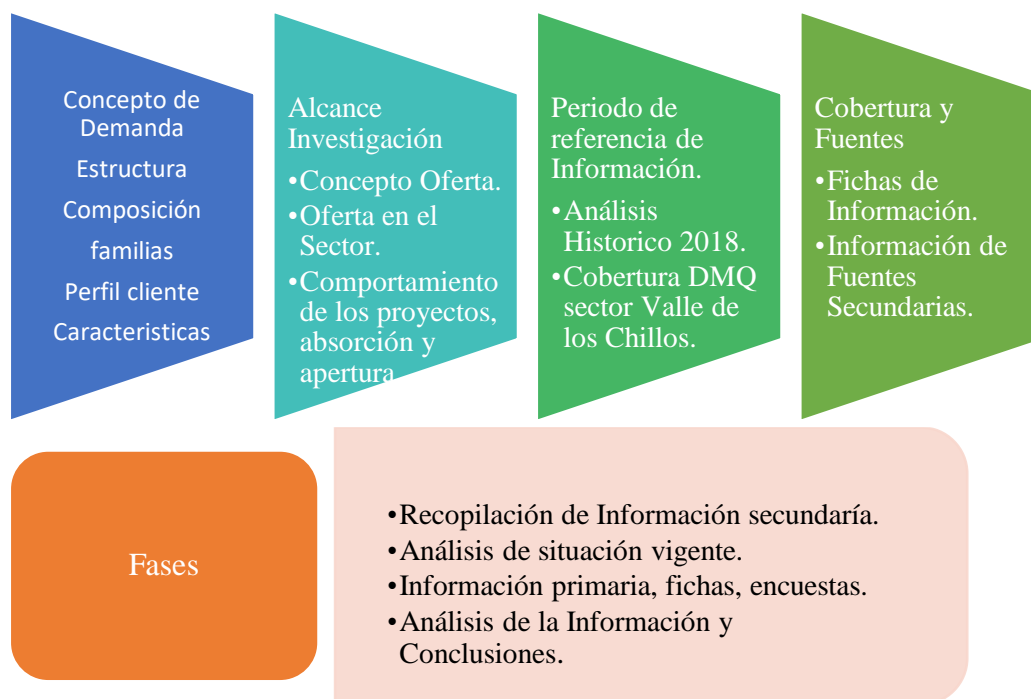 Concepto de
Demanda
Estructura
Composición
familias
Perfil cliente
Caracteristicas
Alcance
Investigación
•Concepto Oferta.
•Oferta en el
Sector.
•Comportamiento
de los proyectos,
absorción y
apertura
Periodo de
referencia de
Información.
•Análisis
Historico 2018.
•Cobertura DMQ
sector Valle de
los Chillos.
Cobertura y
Fuentes
•Fichas de
Información.
•Información de
Fuentes
Secundarias.
Fases
•Recopilación de Información secundaría.
•Análisis de situación vigente.
•Información primaria, fichas, encuestas.
•Análisis de la Información y
Conclusiones.